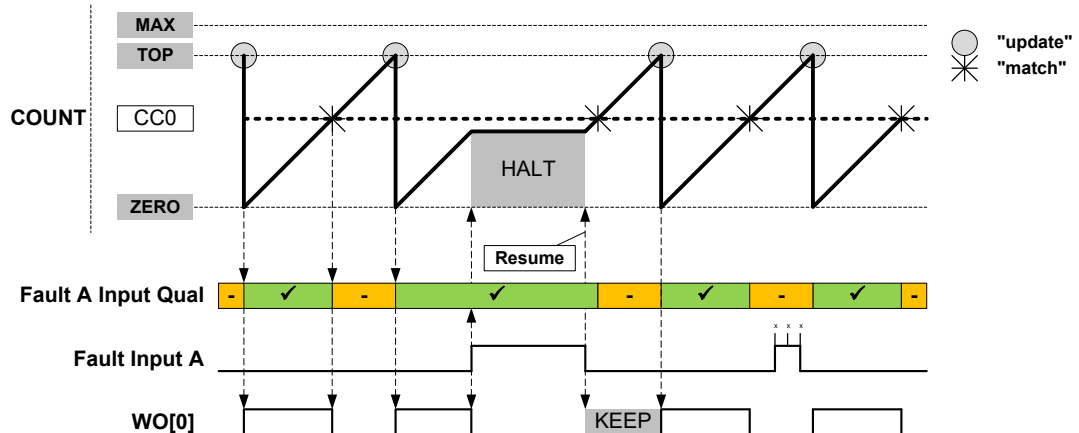 MAX
TOP
"update"
"match"
COUNT
CC0
HALT
ZERO
Resume
Fault A Input Qual
- ✓ - ✓ - ✓ - ✓ -
x x x
Fault Input A
WO[0]
KEEP